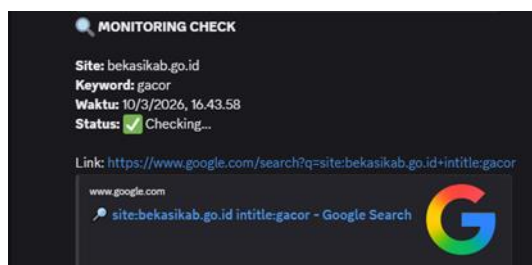 🔍 MONITORING CHECK
Site: bekasikab.go.id
Keyword: gacor
Waktu: 10/3/2026, 16.43.58
Status: ✅ Checking...
Link: https://www.google.com/search?q=site:bekasikab.go.id+intitle:gacor
www.google.com
🔎 site:bekasikab.go.id intitle:gacor - Google Search